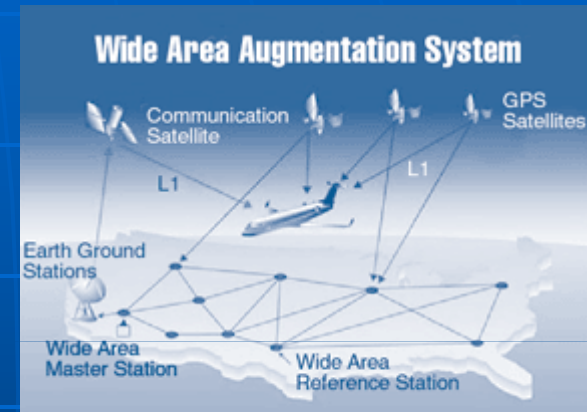 Wide Area Augmentation System
Communication
Satellite
GPS
Satellites
L1
L1
Earth Ground
Stations
Wide Area
Master Station
Wide Area
Reference Station